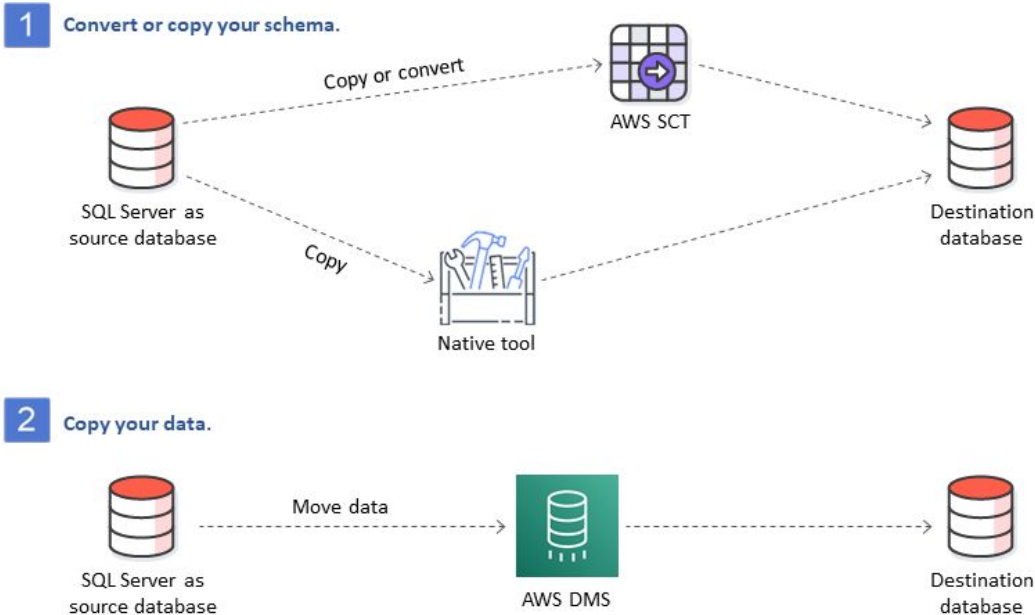 1 Convert or copy your schema.
Copy or convert
AWS SCT
SQL Server as
source database
Destination
database
Copy
Native tool
2 Copy your data.
Move data
SQL Server as
source database
AWS DMS
Destination
database